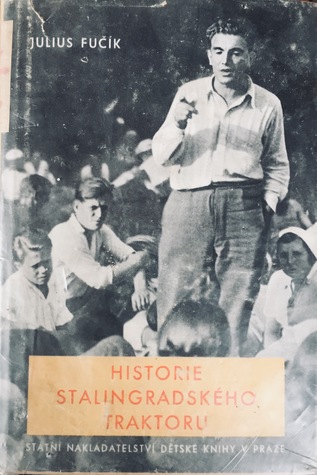 JULIUS FUČÍK
HISTORIE
STALINGRADSKÉHO
TRAKTORU
STÁTNÍ NAKLADATELSTVÍ DĚTSKÉ KNIHY V PRAZE